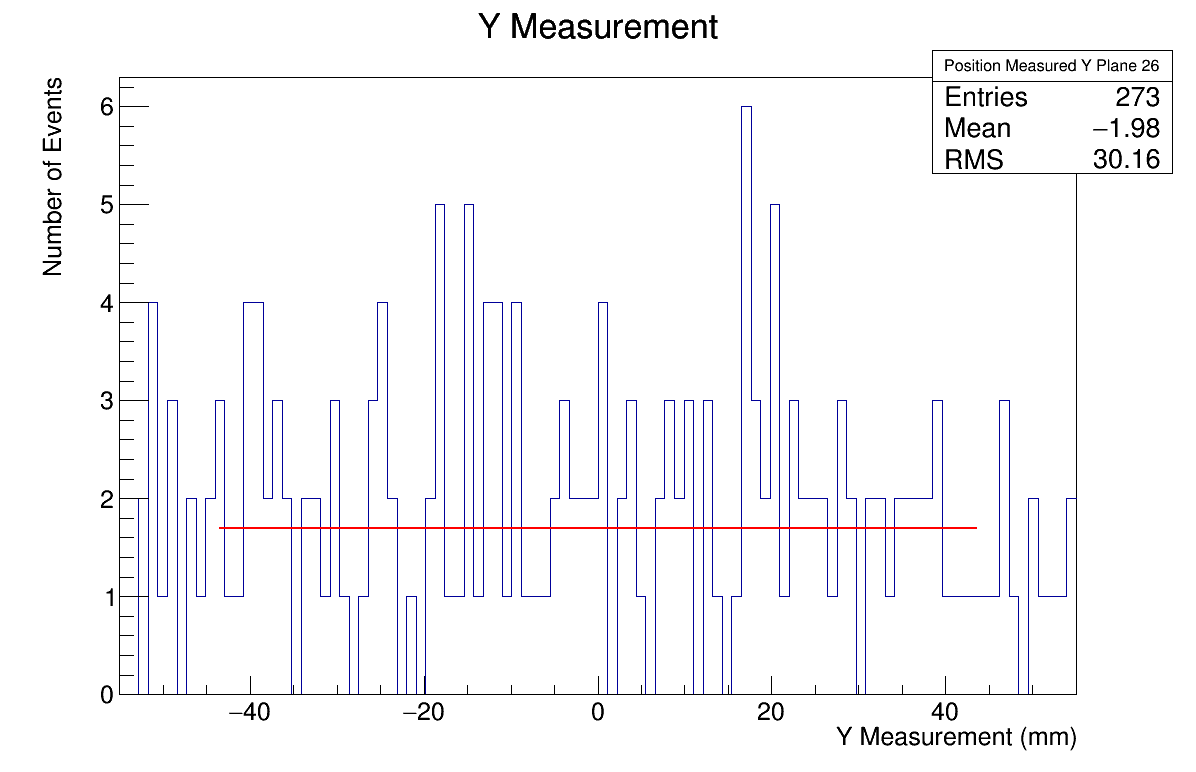 Y Measurement
Position Measured Y Plane 26
Entries 273
Mean −1.98
RMS 30.16
Number of Events
6
5
4
3
2
1
0
−40 −20 0 20 40
Y Measurement (mm)